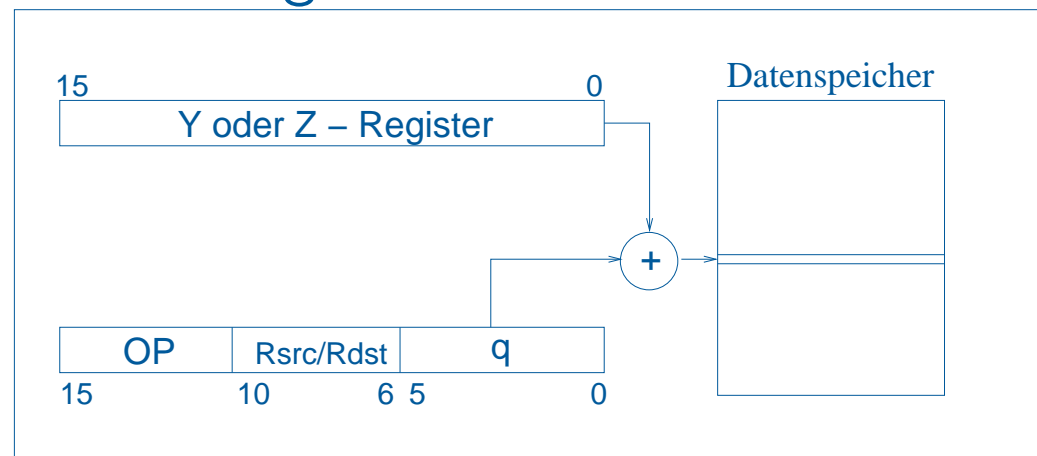 Datenspeicher
15 0
Y oder Z – Register
+
OP Rsrc/Rdst q
15 10 6 5 0